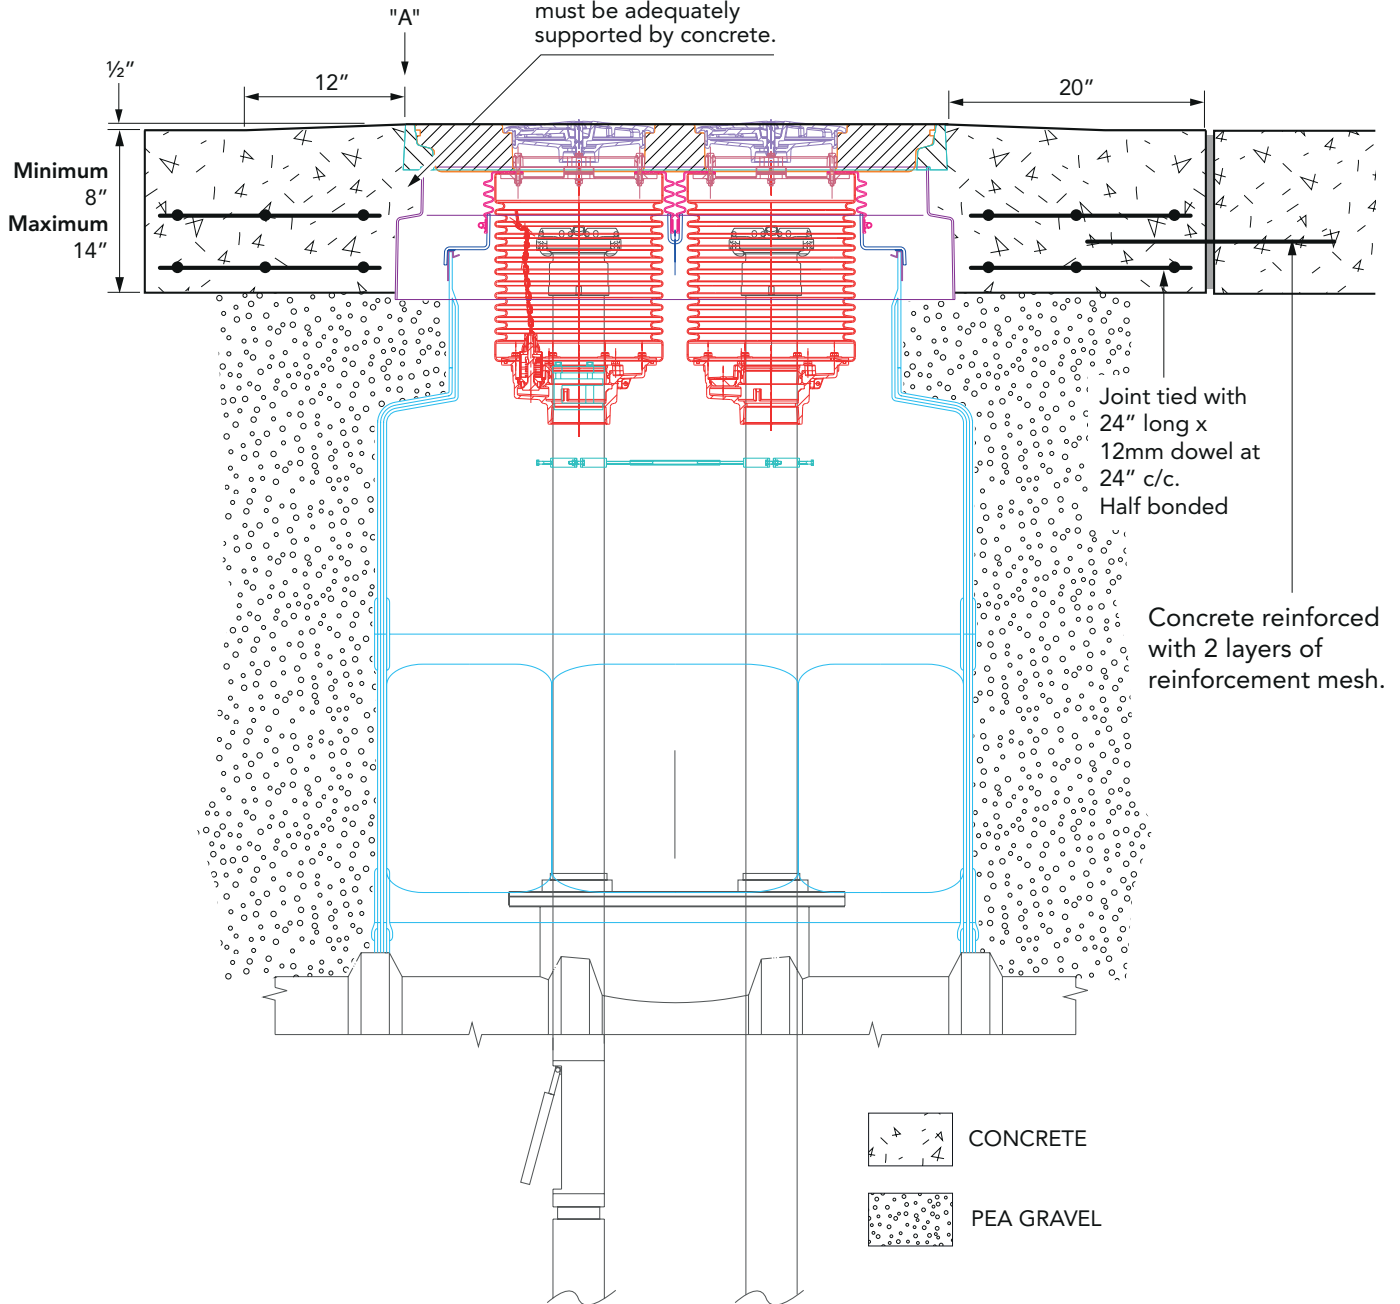 "A"
must be adequately
supported by concrete.
½"
12"
20"
Minimum
8"
Maximum
14"
Joint tied with
24" long x
12mm dowel at
24" c/c.
Half bonded
Concrete reinforced
with 2 layers of
reinforcement mesh.
CONCRETE
PEA GRAVEL